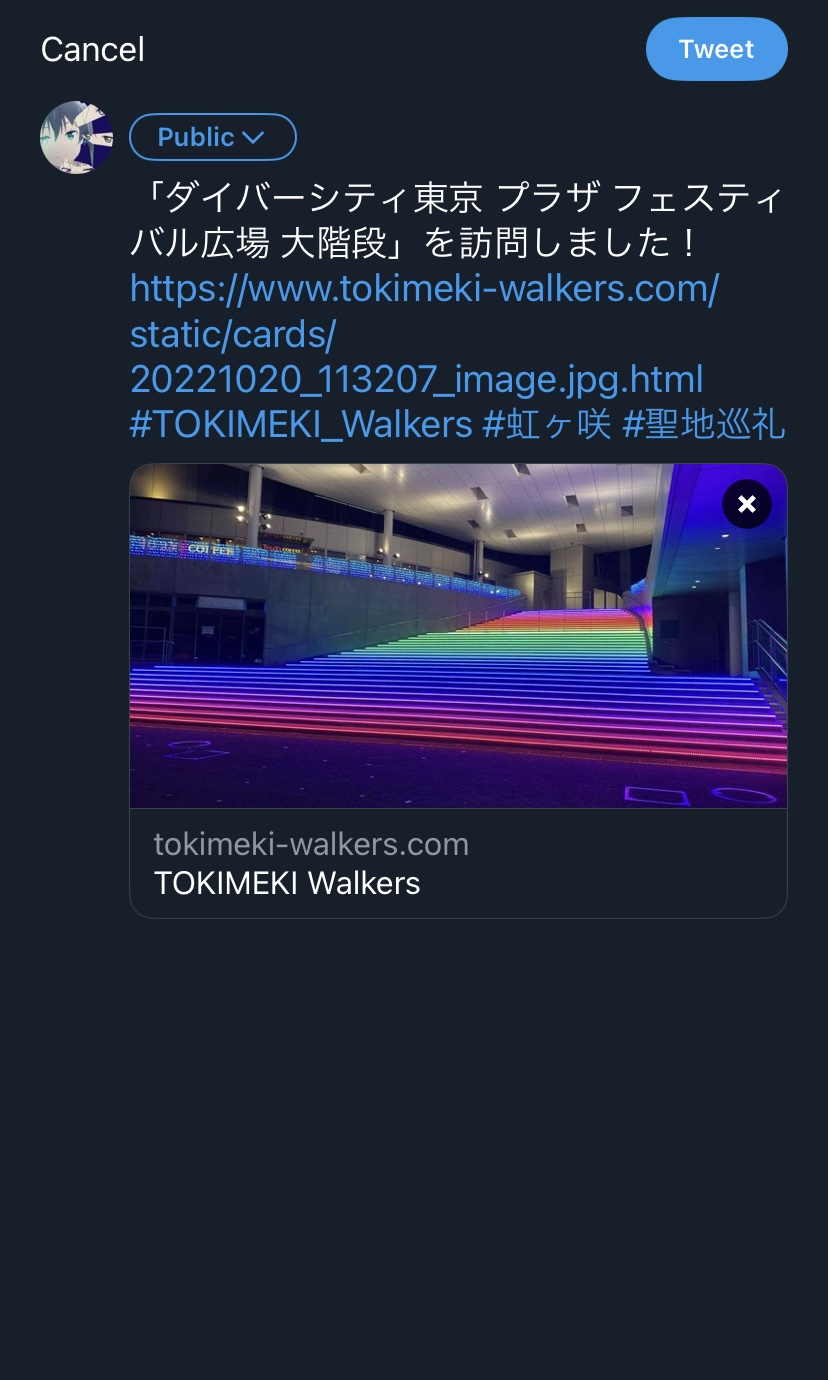 Cancel
Tweet
Public
「ダイバーシティ東京 プラザ フェスティ
バル広場 大階段」を訪問しました！
https://www.tokimeki-walkers.com/
static/cards/
20221020_113207_image.jpg.html
#TOKIMEKI_Walkers #虹ヶ咲 #聖地巡礼
COFFEE
tokimeki-walkers.com
TOKIMEKI Walkers